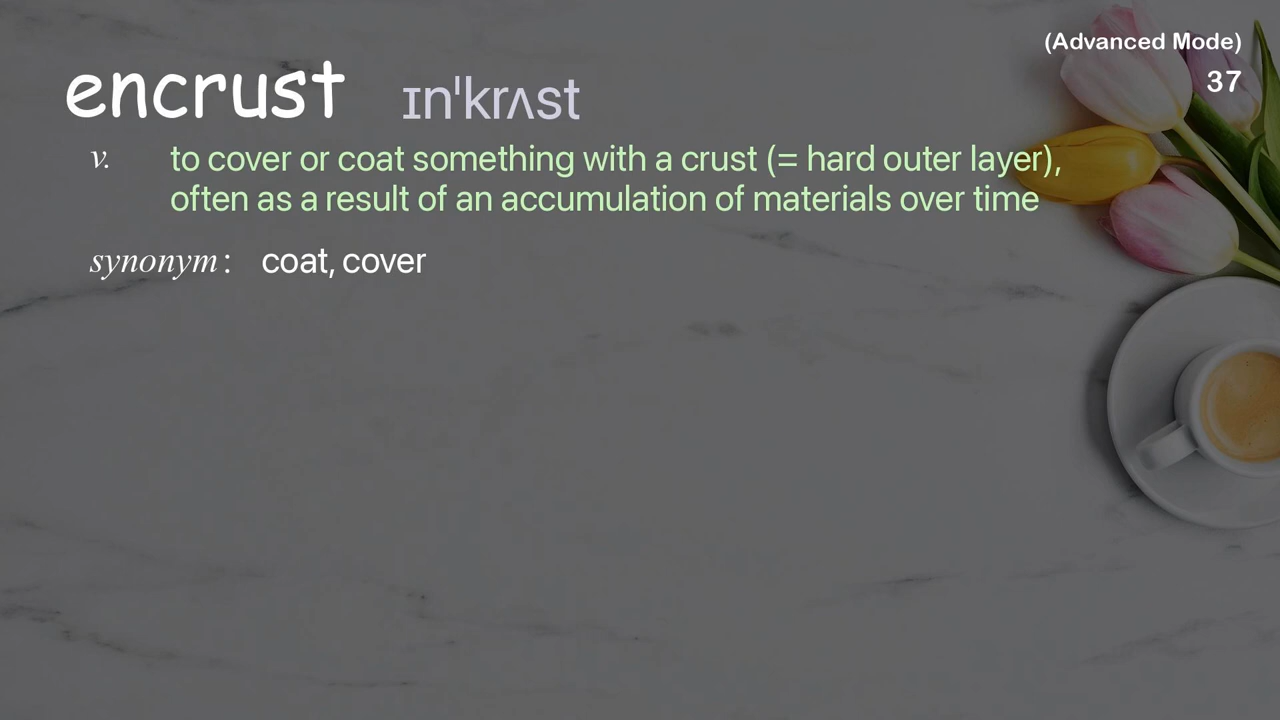 (Advanced Mode)
37
encrust ɪnˈkrʌst
v. to cover or coat something with a crust (= hard outer layer),
often as a result of an accumulation of materials over time
synonym : coat, cover